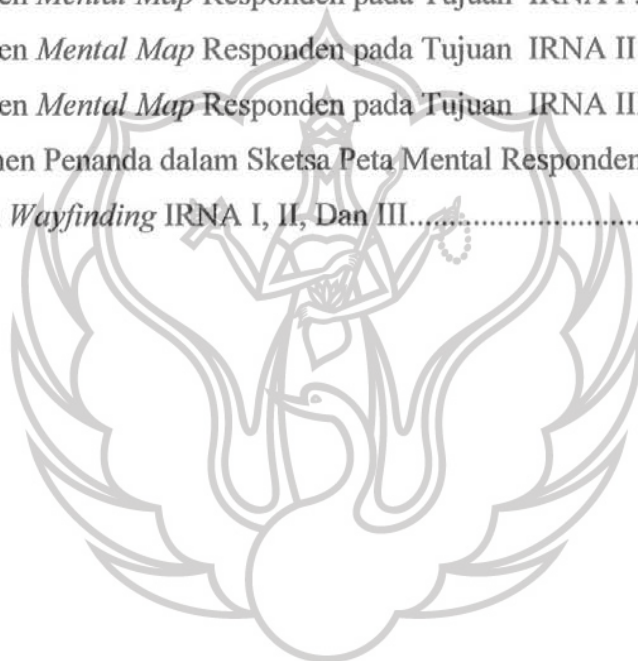 en Mental Map Responden pada Tujuan IRNA I
en Mental Map Responden pada Tujuan IRNA II
en Mental Map Responden pada Tujuan IRNA II
nen Penanda dalam Sketsa Peta Mental Responden
Wayfinding IRNA I, II, Dan III..............................